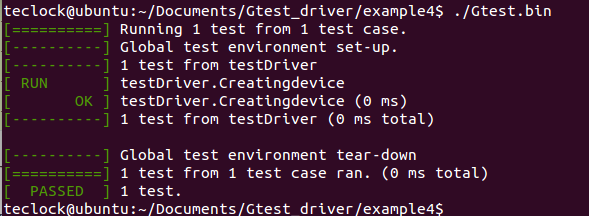 teclock@ubuntu:~/Documents/Gtest_driver/example4$ ./Gtest.bin
[==========] Running 1 test from 1 test case.
[----------] Global test environment set-up.
[----------] 1 test from testDriver
[ RUN      ] testDriver.Creatingdevice
[       OK ] testDriver.Creatingdevice (0 ms)
[----------] 1 test from testDriver (0 ms total)

[----------] Global test environment tear-down
[==========] 1 test from 1 test case ran. (0 ms total)
[  PASSED  ] 1 test.
teclock@ubuntu:~/Documents/Gtest_driver/example4$